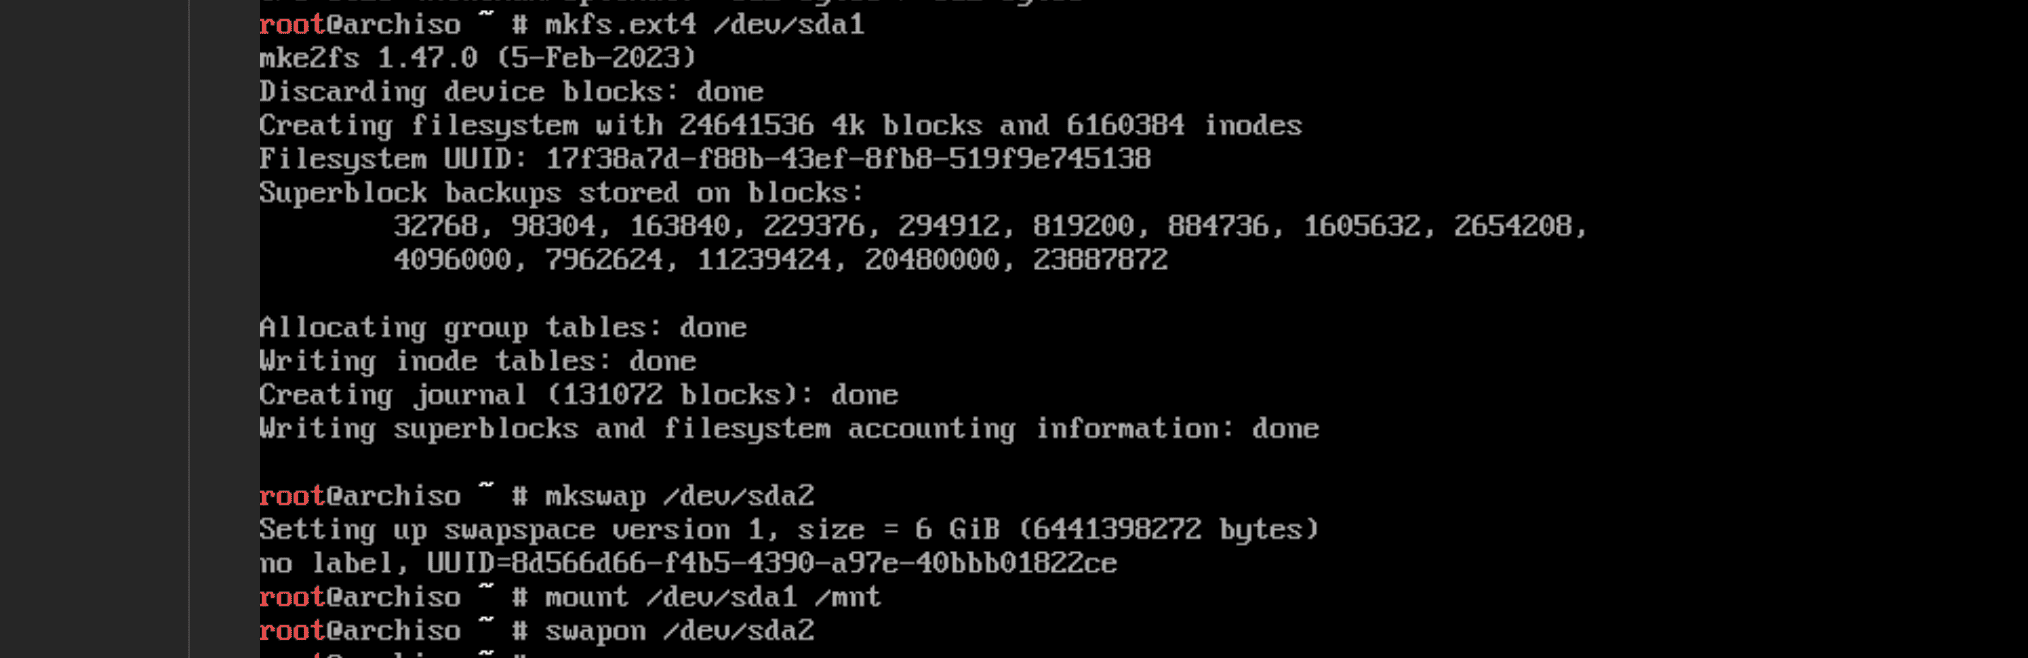 root@archiso ~ # mkfs.ext4 /dev/sda1
mke2fs 1.47.0 (5-Feb-2023)
Discarding device blocks: done
Creating filesystem with 24641536 4k blocks and 6160384 inodes
Filesystem UUID: 17f38a7d-f88b-43ef-8fb8-519f9e745138
Superblock backups stored on blocks:
32768, 98304, 163840, 229376, 294912, 819200, 884736, 1605632, 2654208,
4096000, 7962624, 11239424, 20480000, 23887872
Allocating group tables: done
Writing inode tables: done
Creating journal (131072 blocks): done
Writing superblocks and filesystem accounting information: done
root@archiso ~ # mkswap /dev/sda2
Setting up swapspace version 1, size = 6 GiB (6441398272 bytes)
no label, UUID=8d566d66-f4b5-4390-a97e-40bbb01822ce
root@archiso ~ # mount /dev/sda1 /mnt
root@archiso ~ # swapon /dev/sda2